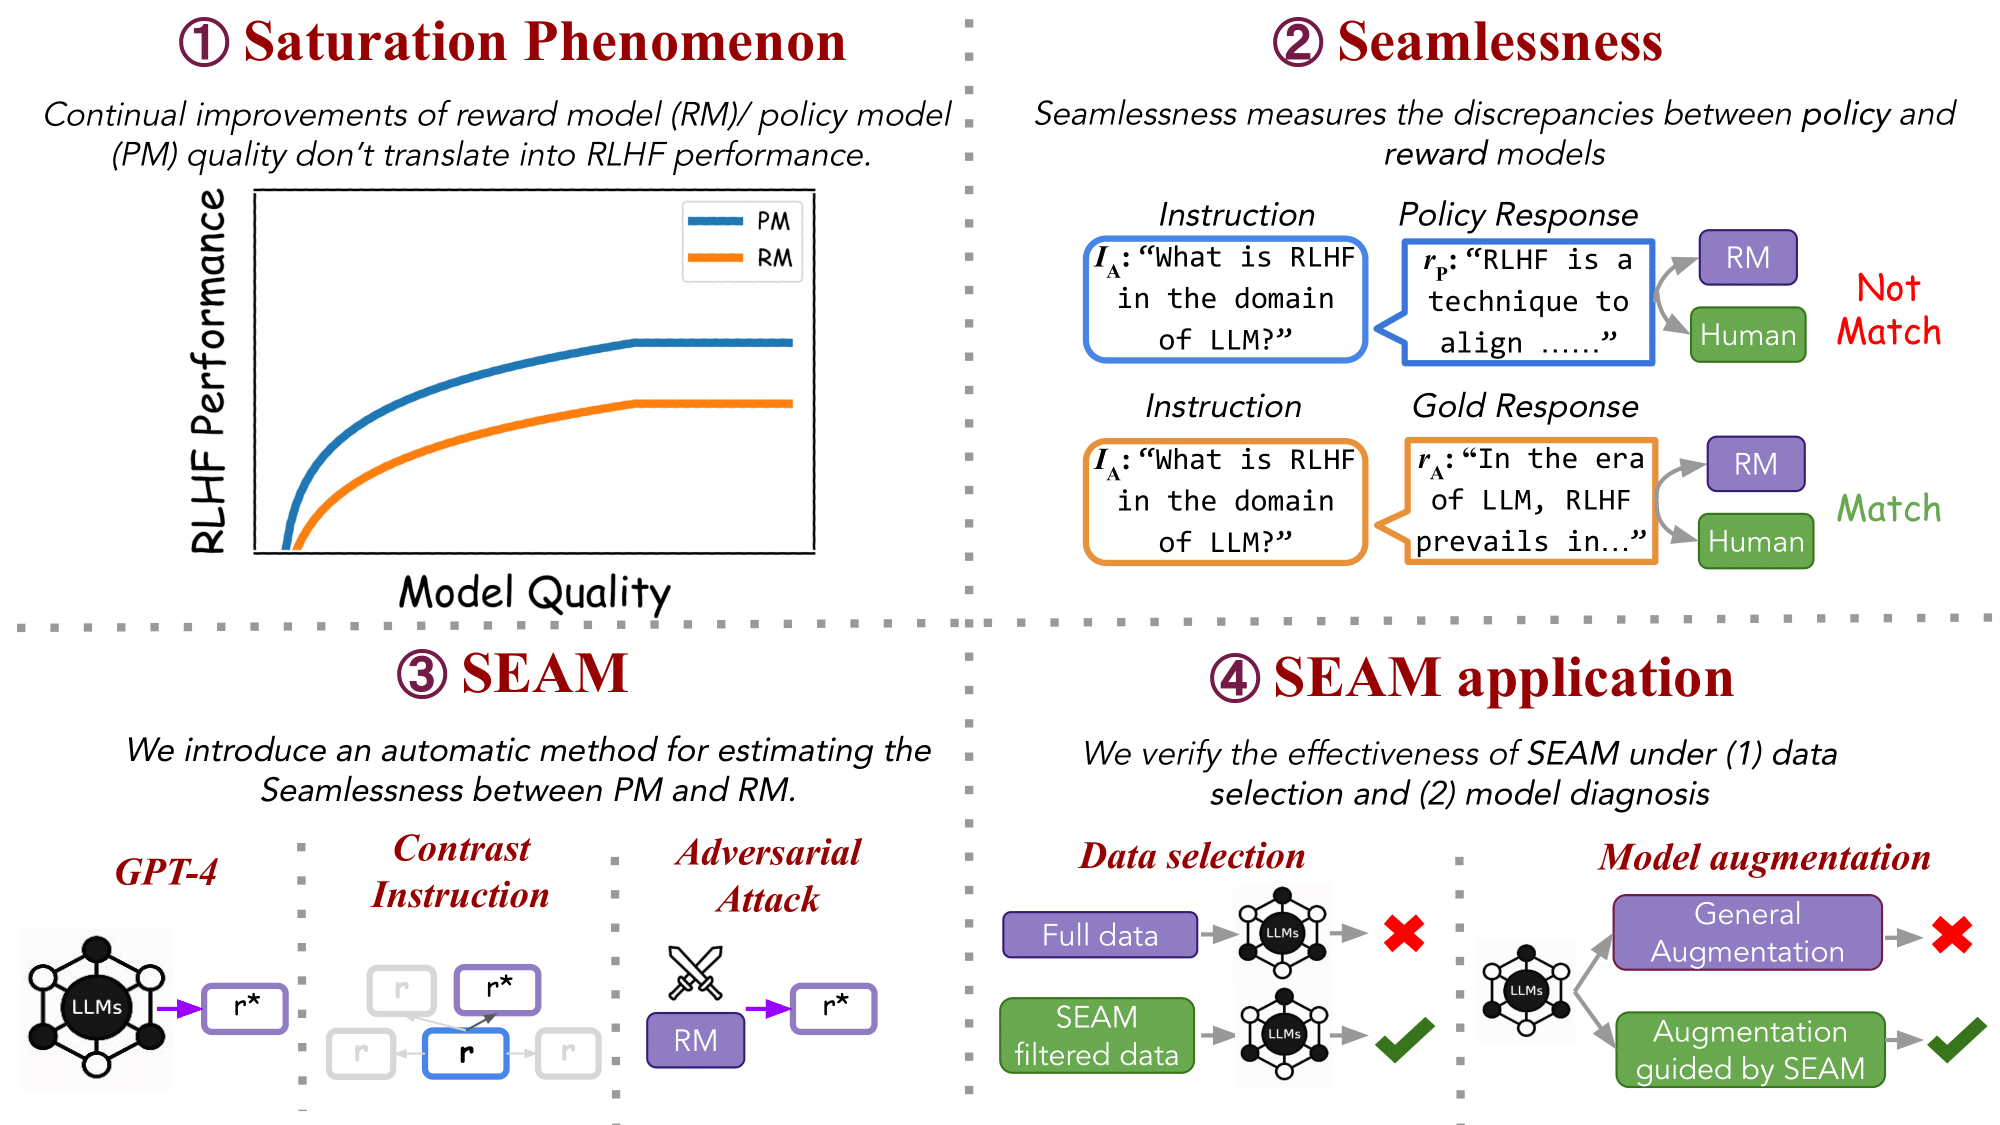 ① Saturation Phenomenon
Continual improvements of reward model (RM)/ policy model
(PM) quality don't translate into RLHF performance.
RLHF Performance
PM
RM
Model Quality
② Seamlessness
Seamlessness measures the discrepancies between policy and
reward models
Instruction
Policy Response
I_A: “What is RLHF
in the domain
of LLM?”
r_P: “RLHF is a
technique to
align ......”
RM
Human
Not
Match
Instruction
Gold Response
I_A: “What is RLHF
in the domain
of LLM?”
r_A: “In the era
of LLM, RLHF
prevails in...”
RM
Human
Match
③ SEAM
We introduce an automatic method for estimating the
Seamlessness between PM and RM.
GPT-4
LLMs
r*
Contrast
Instruction
r
r*
r
r
r
Adversarial
Attack
RM
r*
④ SEAM application
We verify the effectiveness of SEAM under (1) data
selection and (2) model diagnosis
Data selection
Full data
LLMs
SEAM
filtered data
LLMs
Model augmentation
LLMs
General
Augmentation
Augmentation
guided by SEAM